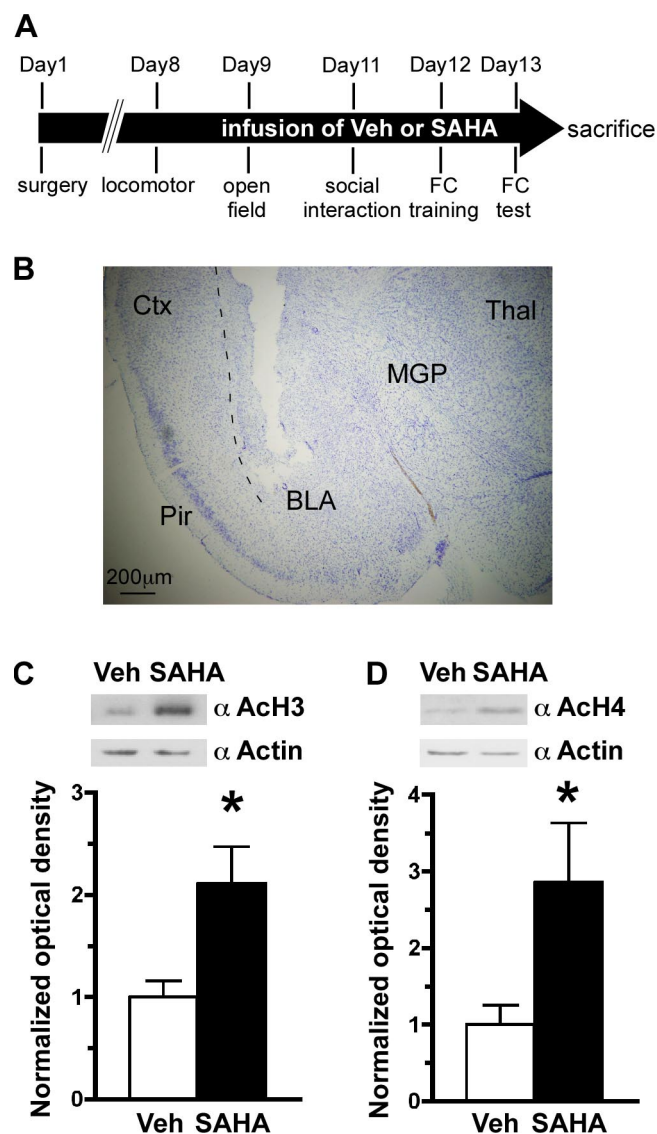 A
Day1 Day8 Day9 Day11 Day12 Day13
infusion of Veh or SAHA
sacrifice
surgery locomotor open field social interaction FC training FC test
B
Ctx
Thal
MGP
BLA
Pir
200μm
C
Veh SAHA
α AcH3
α Actin
Normalized optical density
3
2
1
0
*
Veh SAHA
D
Veh SAHA
α AcH4
α Actin
Normalized optical density
4
3
2
1
0
*
Veh SAHA